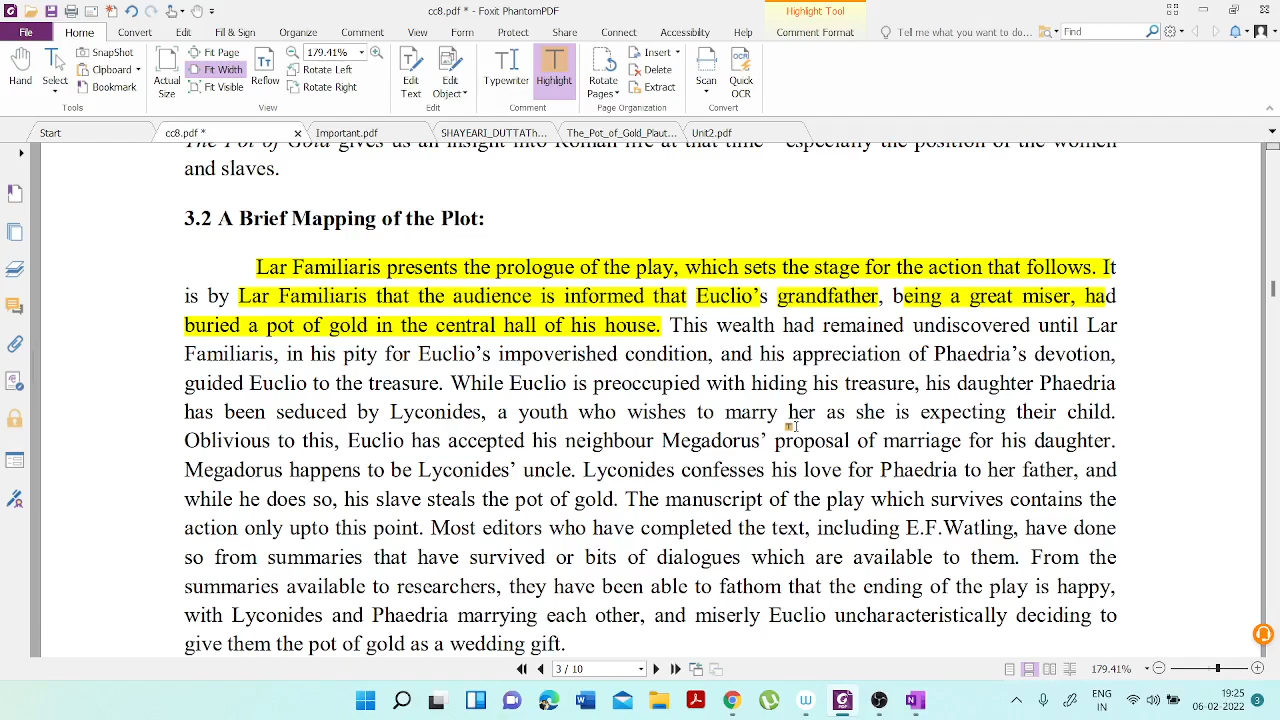 cc8.pdf * - Foxit PhantomPDF
Highlight Tool
File
Home
Convert
Edit
Fill & Sign
Organize
Comment
View
Form
Protect
Share
Connect
Accessibility
Help
Comment Format
Tell me what you want to do...
Find
Hand
Select
SnapShot
Clipboard
Bookmark
Tools
Actual Size
Fit Page
Fit Width
Fit Visible
Reflow
179.41%
Rotate Left
Rotate Right
View
Edit Text
Edit Object
Edit
Typewriter
Highlight
Comment
Rotate Pages
Insert
Delete
Extract
Page Organization
Scan
Quick OCR
Convert
Start
cc8.pdf *
Important.pdf
SHAYEARI_DUTTATh...
The_Pot_of_Gold_Plaut...
Unit2.pdf
The Pot of Gold gives us an insight into Roman life at that time – especially the position of the women
and slaves.
3.2 A Brief Mapping of the Plot:
Lar Familiaris presents the prologue of the play, which sets the stage for the action that follows. It
is by Lar Familiaris that the audience is informed that Euclio’s grandfather, being a great miser, had
buried a pot of gold in the central hall of his house. This wealth had remained undiscovered until Lar
Familiaris, in his pity for Euclio’s impoverished condition, and his appreciation of Phaedria’s devotion,
guided Euclio to the treasure. While Euclio is preoccupied with hiding his treasure, his daughter Phaedria
has been seduced by Lyconides, a youth who wishes to marry her as she is expecting their child.
Oblivious to this, Euclio has accepted his neighbour Megadorus’ proposal of marriage for his daughter.
Megadorus happens to be Lyconides’ uncle. Lyconides confesses his love for Phaedria to her father, and
while he does so, his slave steals the pot of gold. The manuscript of the play which survives contains the
action only upto this point. Most editors who have completed the text, including E.F.Watling, have done
so from summaries that have survived or bits of dialogues which are available to them. From the
summaries available to researchers, they have been able to fathom that the ending of the play is happy,
with Lyconides and Phaedria marrying each other, and miserly Euclio uncharacteristically deciding to
give them the pot of gold as a wedding gift.
3 / 10
179.41%
ENG
IN
19:25
06-02-2022
3